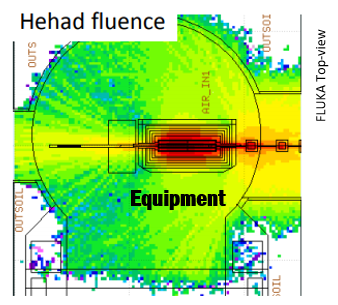 Hehad fluence
OUTS
OUTSOI
FLUKA Top-view
AIR_IN1
Equipment
OUTSOIL
SOIL